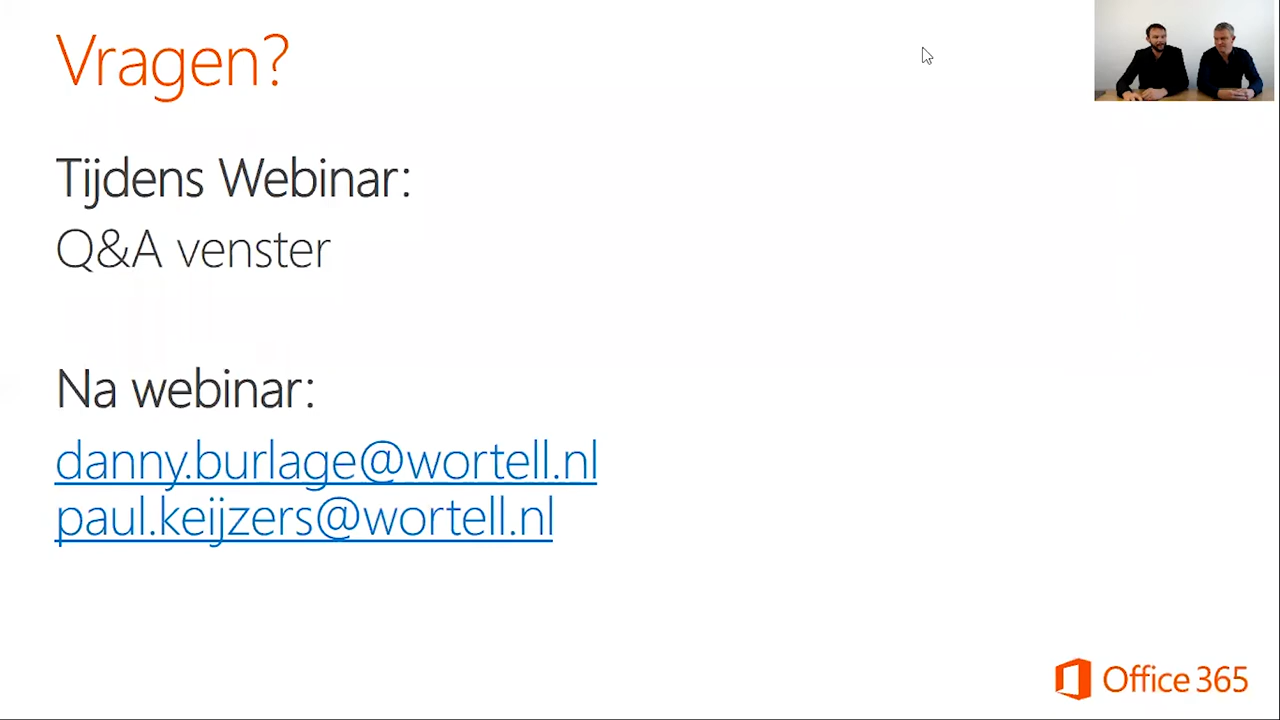 Vragen?
Tijdens Webinar:
Q&A venster
Na webinar:
danny.burlage@wortell.nl
paul.keijzers@wortell.nl
Office 365